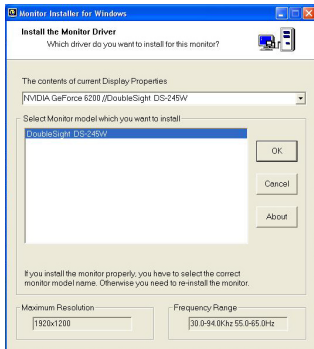 Monitor Installer for Windows
Install the Monitor Driver
Which driver do you want to install for this monitor?
The contents of current Display Properties
NVIDIA GeForce 6200 //DoubleSight DS-245W
Select Monitor model which you want to install
DoubleSight DS-245W
OK
Cancel
About
If you install the monitor properly, you have to select the correct
monitor model name. Otherwise you need to re-install the monitor.
Maximum Resolution
1920x1200
Frequency Range
30.0-94.0Khz 55.0-65.0Hz